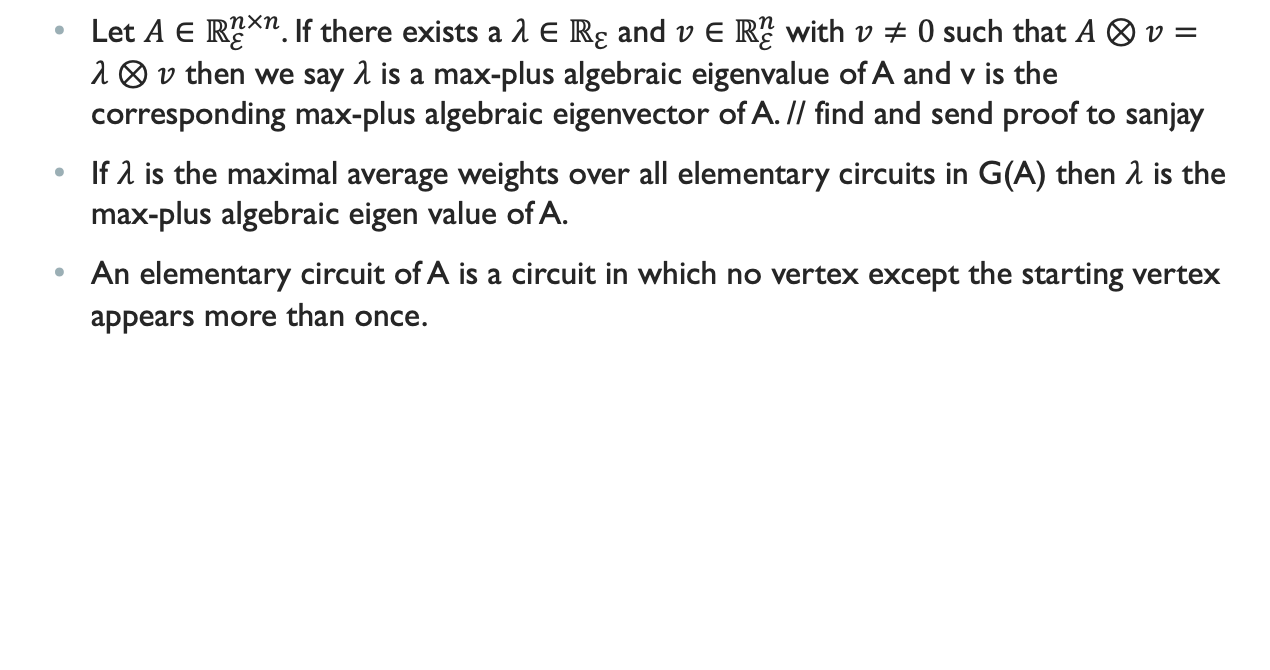 • Let 𝐴 ∈ ℝ_ε^{n×n}. If there exists a 𝜆 ∈ ℝ_ε and 𝑣 ∈ ℝ_ε^n with 𝑣 ≠ 0 such that 𝐴 ⨂ 𝑣 =
𝜆 ⨂ 𝑣 then we say 𝜆 is a max-plus algebraic eigenvalue of A and v is the
corresponding max-plus algebraic eigenvector of A. // find and send proof to sanjay
• If 𝜆 is the maximal average weights over all elementary circuits in G(A) then 𝜆 is the
max-plus algebraic eigen value of A.
• An elementary circuit of A is a circuit in which no vertex except the starting vertex
appears more than once.